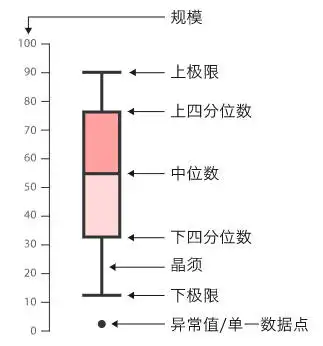 规模
100
90
上极限
80
上四分位数
70
60
中位数
50
40
下四分位数
30
晶须
20
下极限
10
异常值/单一数据点
0